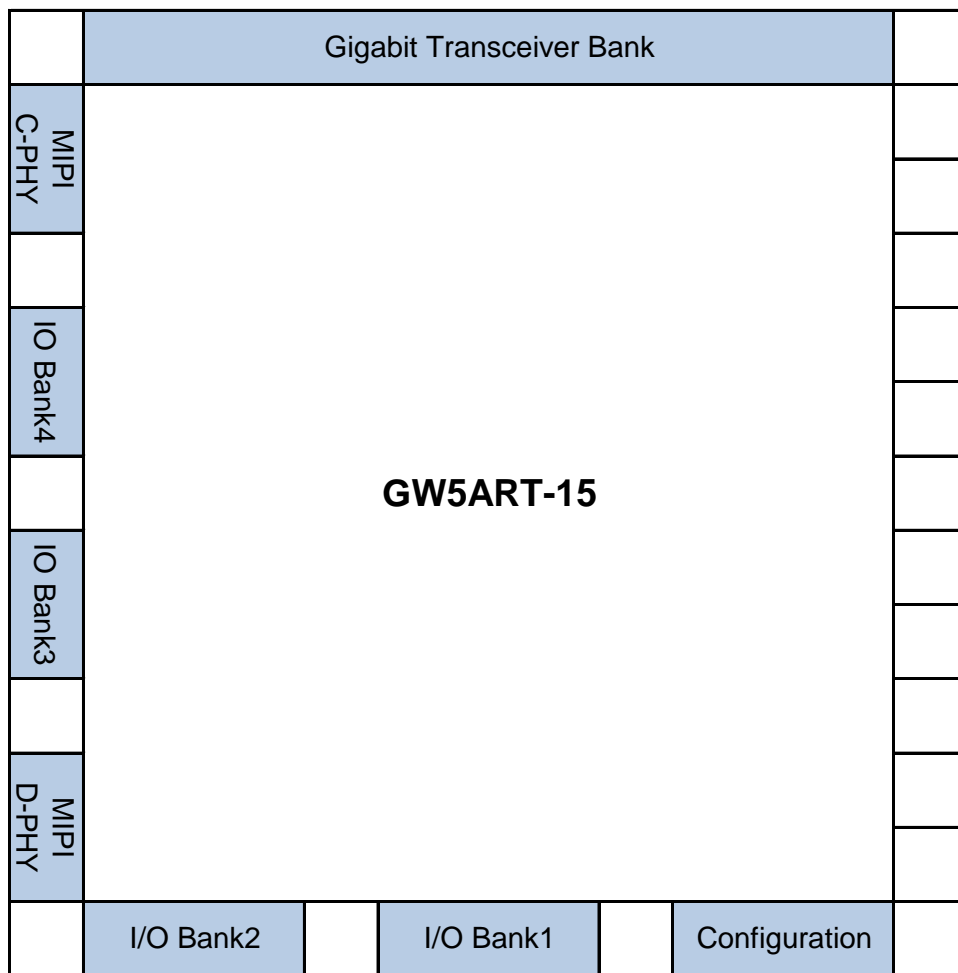 Gigabit Transceiver Bank
MIPI
C-PHY
IO Bank4
GW5ART-15
IO Bank3
MIPI
D-PHY
I/O Bank2
I/O Bank1
Configuration